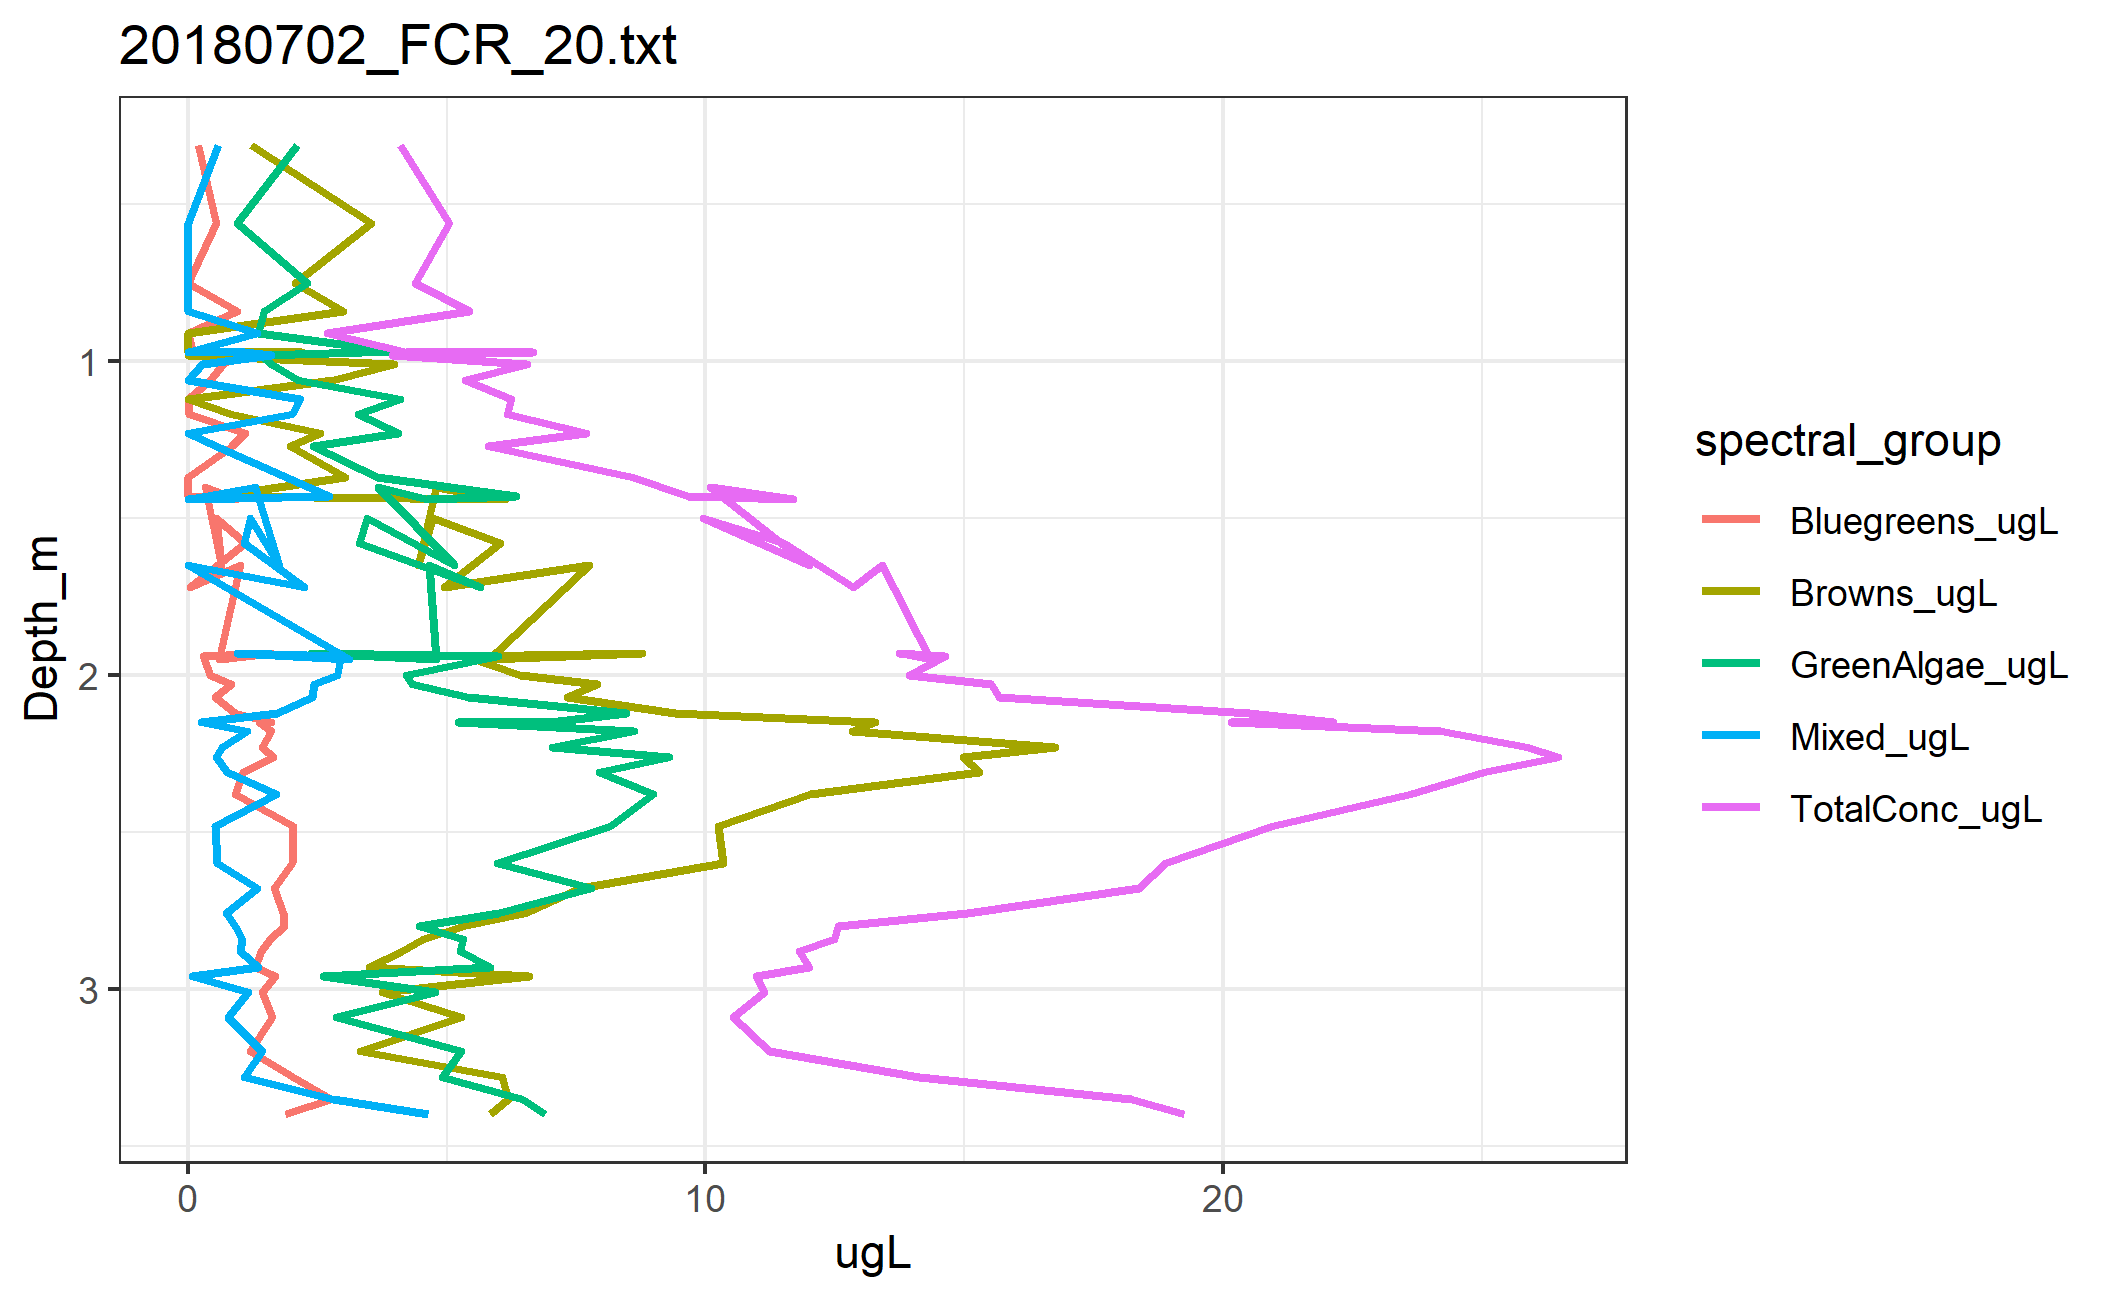 20180702_FCR_20.txt
Depth_m
1
2
3
0
10
20
ugL
spectral_group
Bluegreens_ugL
Browns_ugL
GreenAlgae_ugL
Mixed_ugL
TotalConc_ugL